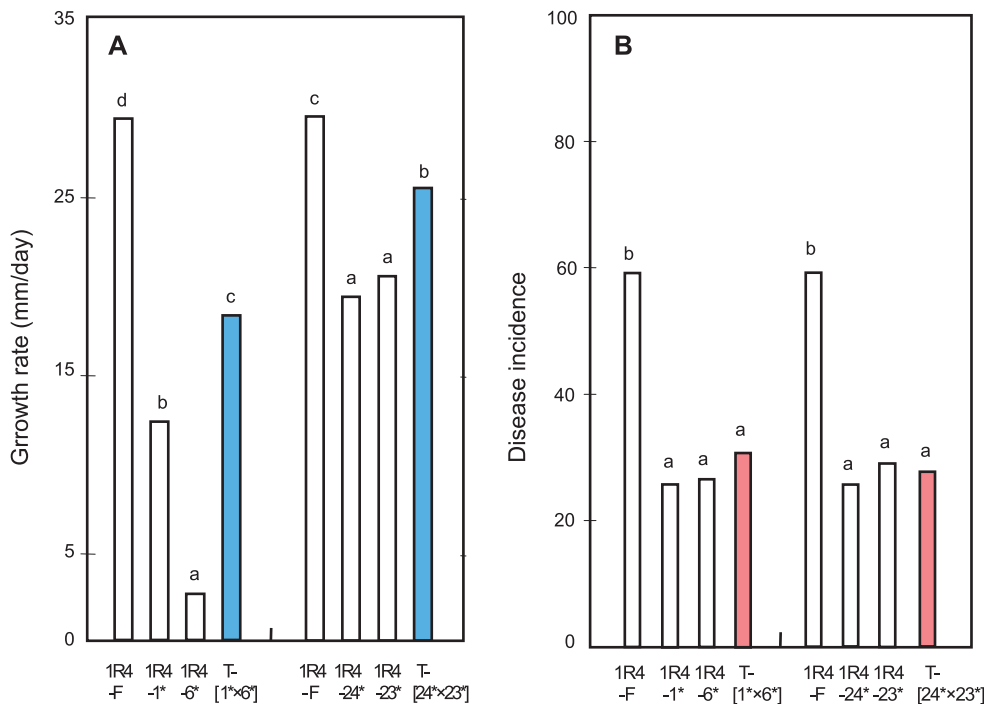 A
Grrowth rate (mm/day)
35
25
15
5
0
d
b
a
c
c
a
a
b
1R4 1R4 1R4 T- 1R4 1R4 1R4 T-
-F -1* -6* [1*×6*] -F -24* -23* [24*×23*]
B
Disease incidence
100
80
60
40
20
0
b
a
a
a
b
a
a
a
1R4 1R4 1R4 T- 1R4 1R4 1R4 T-
-F -1* -6* [1*×6*] -F -24* -23* [24*×23*]